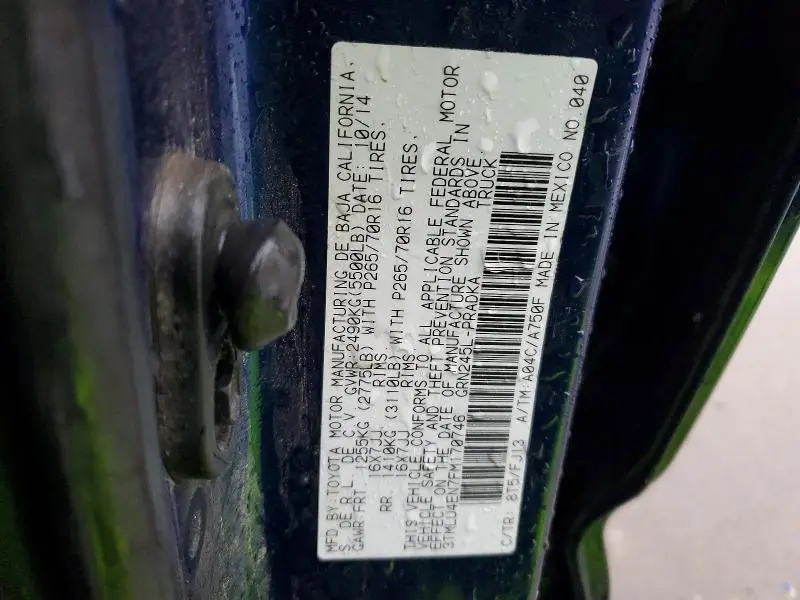 MFD.BY:TOYOTA MOTOR MANUFACTURING DE BAJA CALIFORNIA,
S. DE R.L. DE C.V. GVWR:2490KG(5500LB) DATE: 10/14
GAWR:FRT. 1255KG (2775LB) WITH P265/70R16 TIRES,
16X7JJ RIMS,
RR. 1410KG (3110LB) WITH P265/70R16 TIRES,
16X7JJ RIMS,
THIS VEHICLE CONFORMS TO ALL APPLICABLE FEDERAL MOTOR
VEHICLE SAFETY AND THEFT PREVENTION STANDARDS IN
EFFECT ON THE DATE OF MANUFACTURE SHOWN ABOVE.
3TMLU4EN7FM170746 GRN245L-PRADKA TRUCK
C/TR: 8T5/FJ13 A/TM:A04C/A750F MADE IN MEXICO NO.040